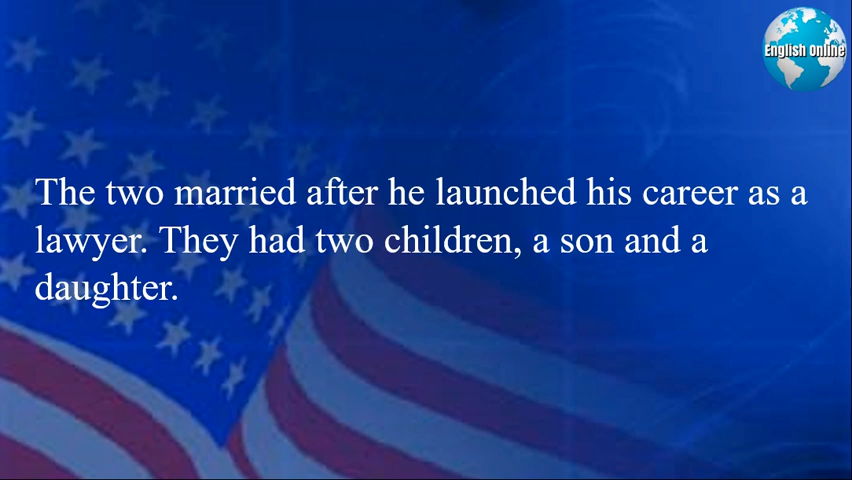 English Online
The two married after he launched his career as a
lawyer. They had two children, a son and a
daughter.